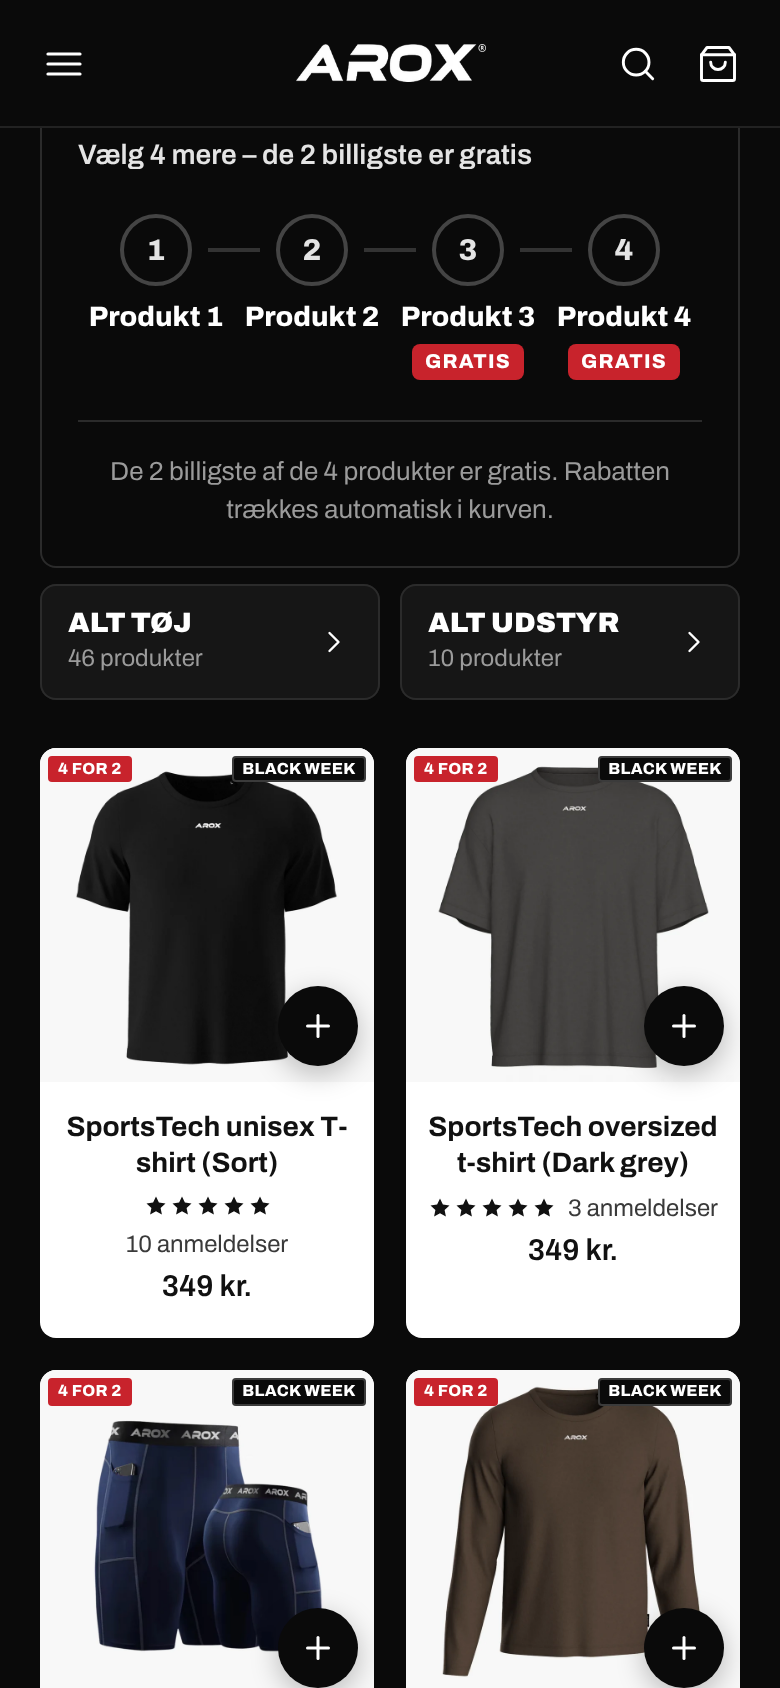 AROX®
Vælg 4 mere – de 2 billigste er gratis
1 2 3 4
Produkt 1 Produkt 2 Produkt 3 Produkt 4
GRATIS GRATIS
De 2 billigste af de 4 produkter er gratis. Rabatten
trækkes automatisk i kurven.
ALT TØJ
46 produkter
ALT UDSTYR
10 produkter
4 FOR 2 BLACK WEEK
AROX
SportsTech unisex T-
shirt (Sort)
10 anmeldelser
349 kr.
4 FOR 2 BLACK WEEK
AROX
SportsTech oversized
t-shirt (Dark grey)
3 anmeldelser
349 kr.
4 FOR 2 BLACK WEEK
AROX AROX
AROX AROX
4 FOR 2 BLACK WEEK
AROX